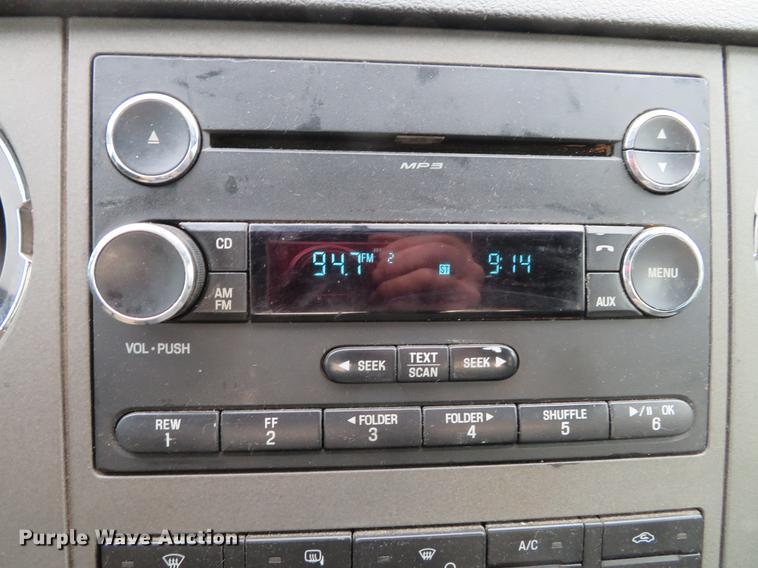 MP3
CD
94.7 FM 2 ST 9:14
AM
FM
AUX
MENU
VOL • PUSH
◀ SEEK
TEXT
SCAN
SEEK ▶
REW
1
FF
2
◀ FOLDER
3
FOLDER ▶
4
SHUFFLE
5
▶/II OK
6
A/C
Purple Wave Auction